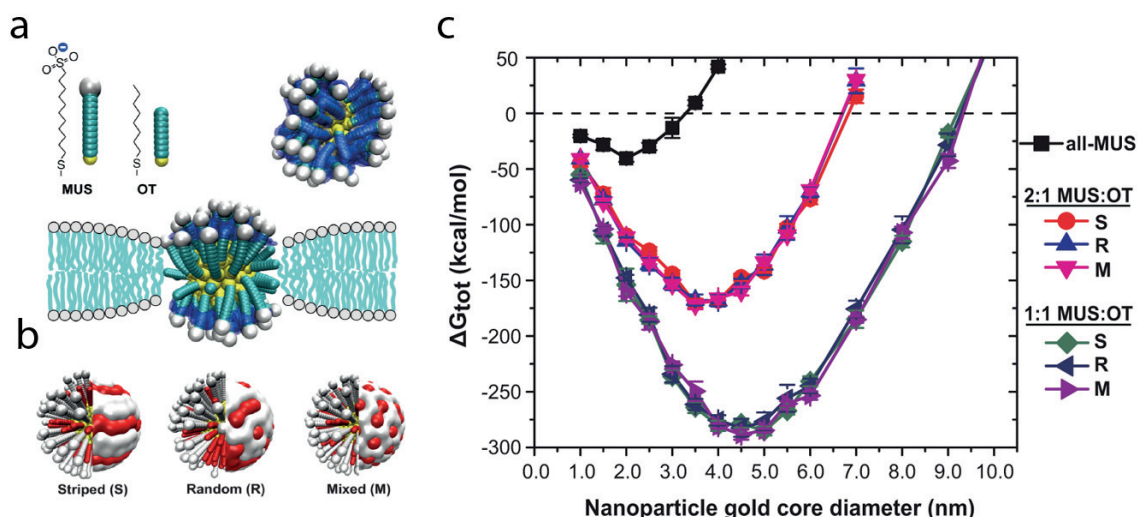 a
O O
O
S
S
MUS
OT
b
Striped (S)
Random (R)
Mixed (M)
c
50
0
-50
-100
-150
-200
-250
-300
ΔGtot (kcal/mol)
0.0 1.0 2.0 3.0 4.0 5.0 6.0 7.0 8.0 9.0 10.0
Nanoparticle gold core diameter (nm)
all-MUS
2:1 MUS:OT
S
R
M
1:1 MUS:OT
S
R
M